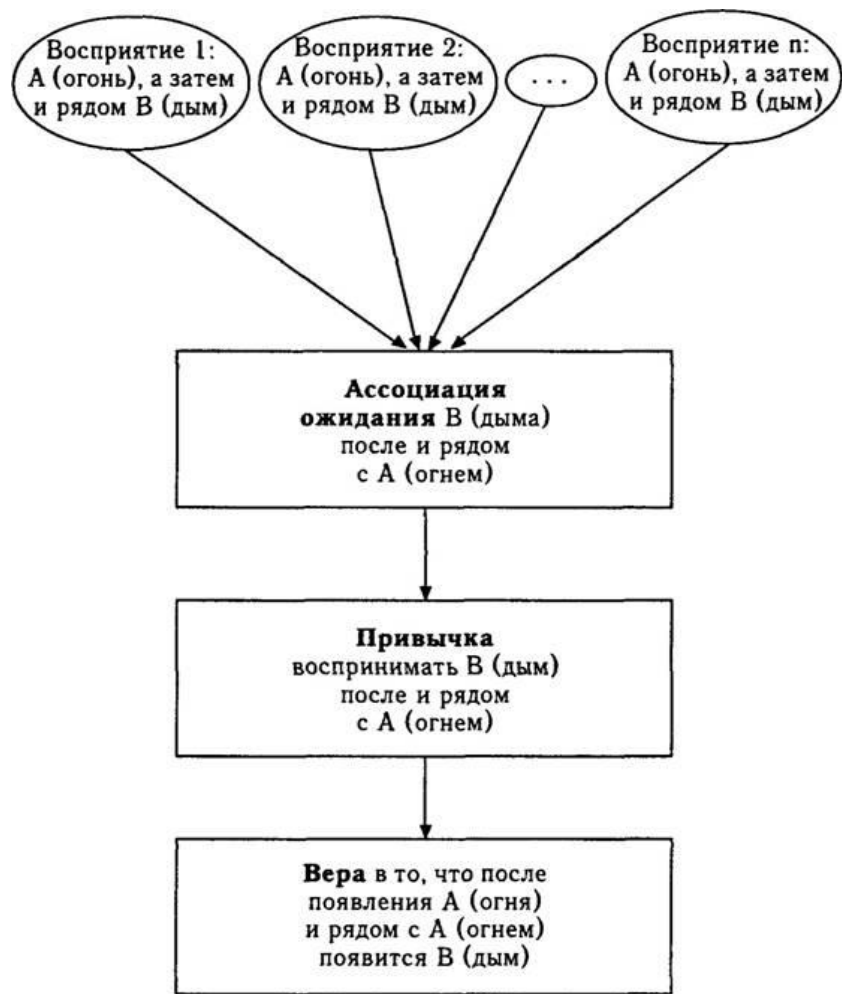 Восприятие 1:
А (огонь), а затем
и рядом В (дым)
Восприятие 2:
А (огонь), а затем
и рядом В (дым)
...
Восприятие n:
А (огонь), а затем
и рядом В (дым)
Ассоциация
ожидания В (дыма)
после и рядом
с А (огнем)
Привычка
воспринимать В (дым)
после и рядом
с А (огнем)
Вера в то, что после
появления А (огня)
и рядом с А (огнем)
появится В (дым)